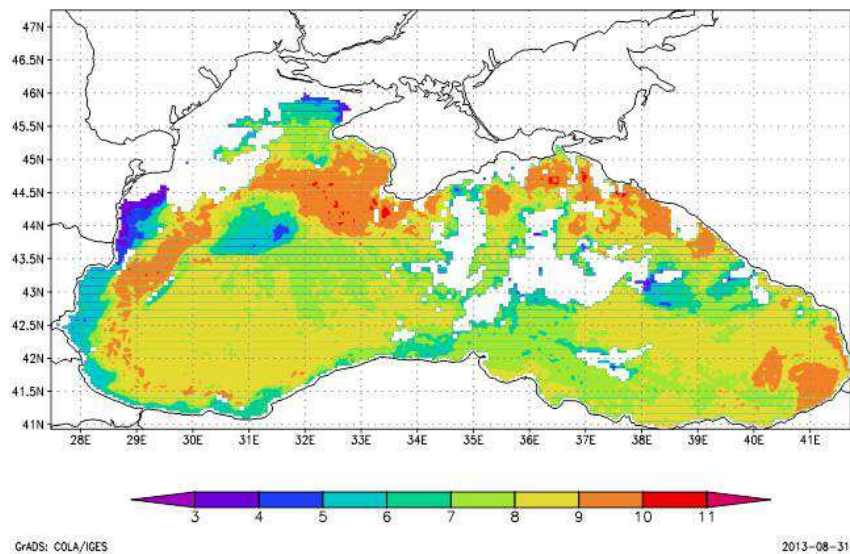 47N
46.5N
46N
45.5N
45N
44.5N
44N
43.5N
43N
42.5N
42N
41.5N
41N
28E 29E 30E 31E 32E 33E 34E 35E 36E 37E 38E 39E 40E 41E
3 4 5 6 7 8 9 10 11
GrADS: COLA/IGES 2013-08-31